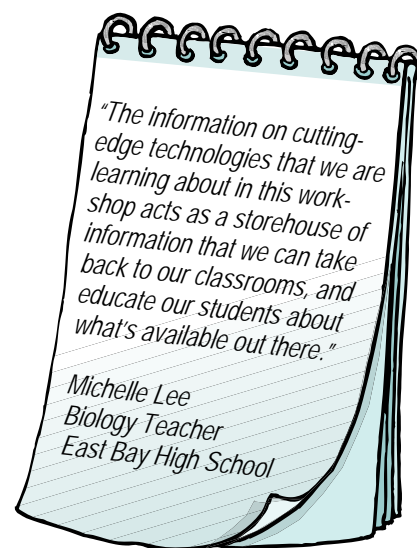 "The information on cutting-
edge technologies that we are
learning about in this work-
shop acts as a storehouse of
information that we can take
back to our classrooms, and
educate our students about
what's available out there."
Michelle Lee
Biology Teacher
East Bay High School